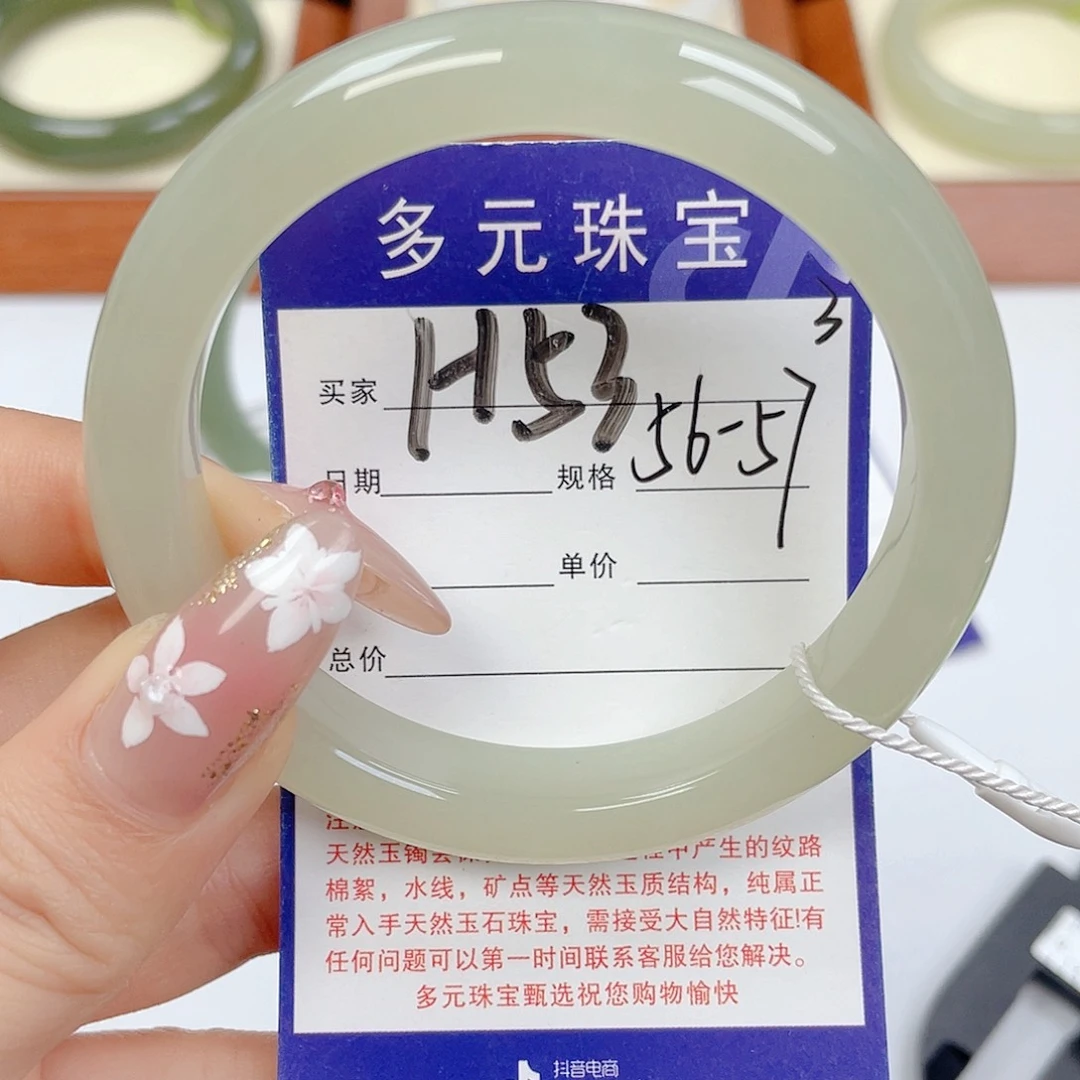 多元珠宝
3
买家 H53
日期 规格 56-57
单价
总价
天然玉镯会 中产生的纹路
棉絮，水线，矿点等天然玉质结构，纯属正
常入手天然玉石珠宝，需接受大自然特征!有
任何问题可以第一时间联系客服给您解决。
多元珠宝甄选祝您购物愉快
抖音电商